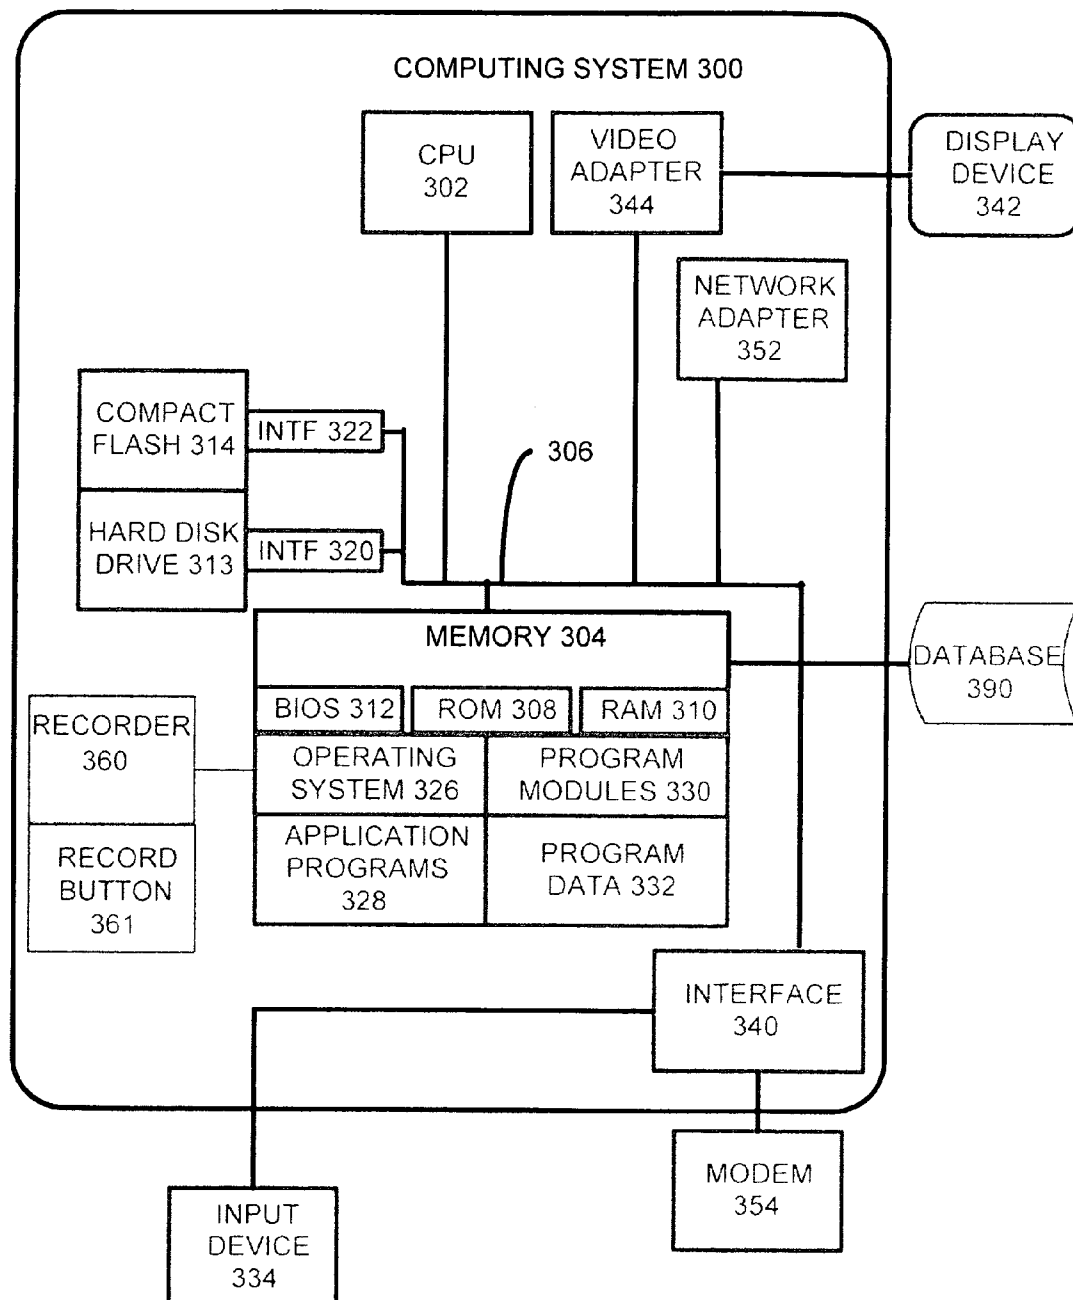 COMPUTING SYSTEM 300
CPU
302
VIDEO
ADAPTER
344
DISPLAY
DEVICE
342
NETWORK
ADAPTER
352
COMPACT
FLASH 314
INTF 322
306
HARD DISK
DRIVE 313
INTF 320
MEMORY 304
DATABASE
390
BIOS 312
ROM 308
RAM 310
RECORDER
360
OPERATING
SYSTEM 326
PROGRAM
MODULES 330
RECORD
BUTTON
361
APPLICATION
PROGRAMS
328
PROGRAM
DATA 332
INTERFACE
340
MODEM
354
INPUT
DEVICE
334